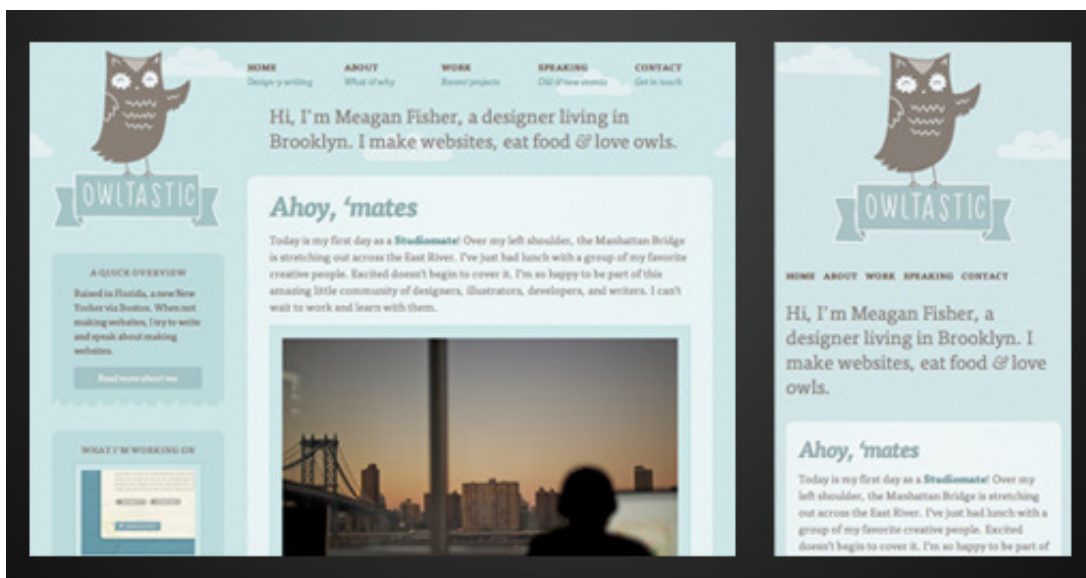 HOME ABOUT WORK SPEAKING CONTACT
Design-y writing What & why Recent projects Old & new events Get in touch
Hi, I'm Meagan Fisher, a designer living in
Brooklyn. I make websites, eat food & love owls.
OWLTASTIC
A QUICK OVERVIEW
Raised in Florida, a new New
Yorker via Boston. When not
making websites, I try to write
and speak about making
websites.
Read more about me
WHAT I'M WORKING ON
Ahoy, ‘mates
Today is my first day as a Studiomate! Over my left shoulder, the Manhattan Bridge
is stretching out across the East River. I've just had lunch with a group of my favorite
creative people. Excited doesn't begin to cover it. I'm so happy to be part of this
amazing little community of designers, illustrators, developers, and writers. I can't
wait to work and learn with them.
OWLTASTIC
HOME ABOUT WORK SPEAKING CONTACT
Hi, I'm Meagan Fisher, a
designer living in Brooklyn. I
make websites, eat food & love
owls.
Ahoy, ‘mates
Today is my first day as a Studiomate! Over my
left shoulder, the Manhattan Bridge is stretching
out across the East River. I've just had lunch with a
group of my favorite creative people. Excited
doesn't begin to cover it. I'm so happy to be part of